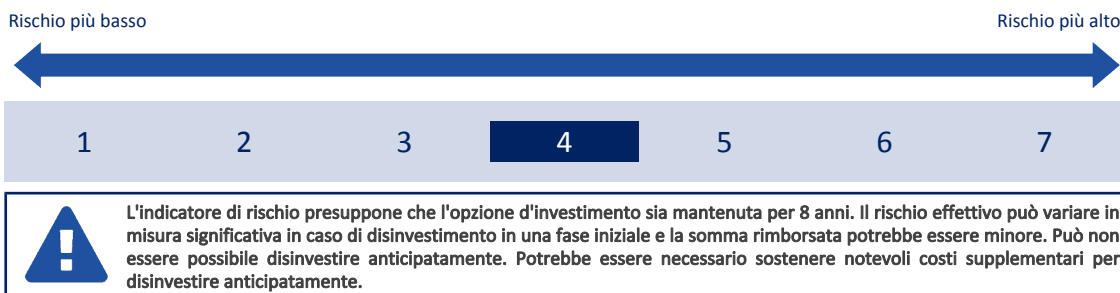 Rischio più basso Rischio più alto
1 2 3 4 5 6 7
L'indicatore di rischio presuppone che l'opzione d'investimento sia mantenuta per 8 anni. Il rischio effettivo può variare in
misura significativa in caso di disinvestimento in una fase iniziale e la somma rimborsata potrebbe essere minore. Può non
essere possibile disinvestire anticipatamente. Potrebbe essere necessario sostenere notevoli costi supplementari per
disinvestire anticipatamente.